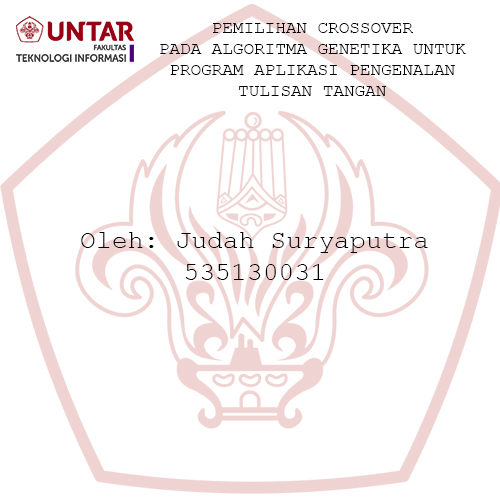 UNTAR
FAKULTAS
TEKNOLOGI INFORMASI
PEMILIHAN CROSSOVER
PADA ALGORITMA GENETIKA UNTUK
PROGRAM APLIKASI PENGENALAN
TULISAN TANGAN
Oleh: Judah Suryaputra
535130031